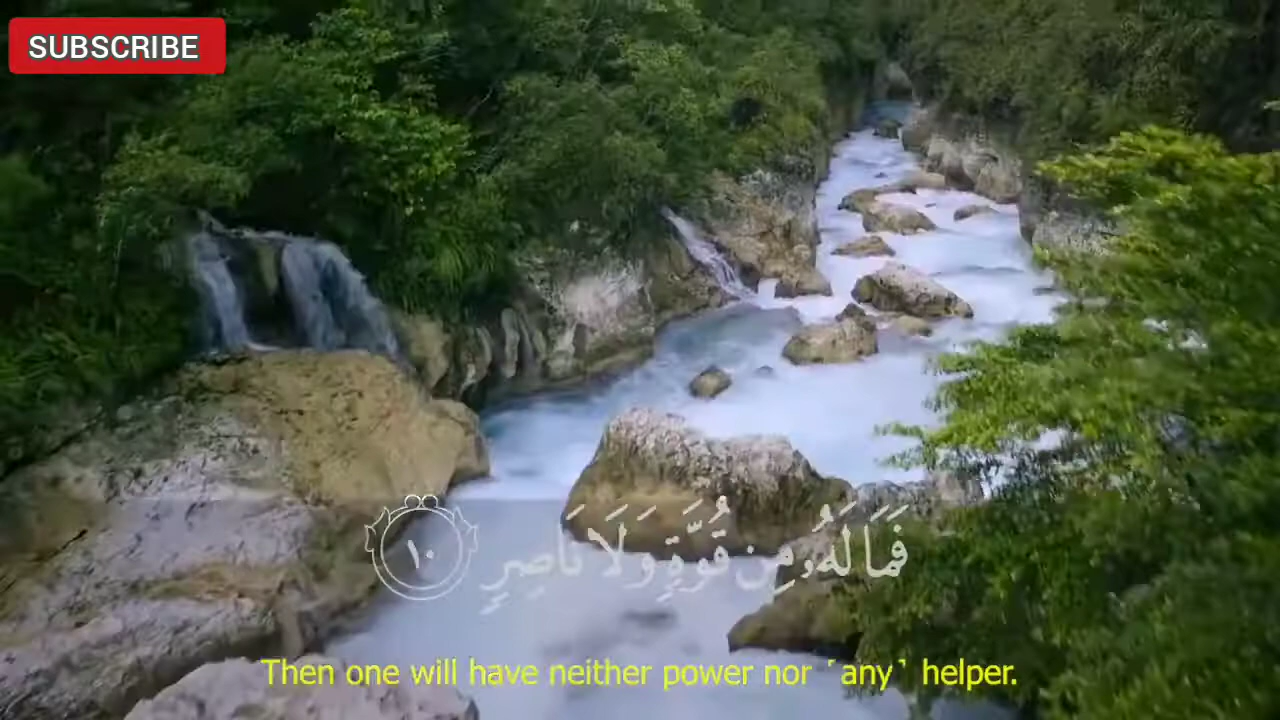 SUBSCRIBE
فَمَا لَهُۥ مِن قُوَّةٍ وَلَا نَاصِرٍ ١٠
Then one will have neither power nor ˹any˺ helper.